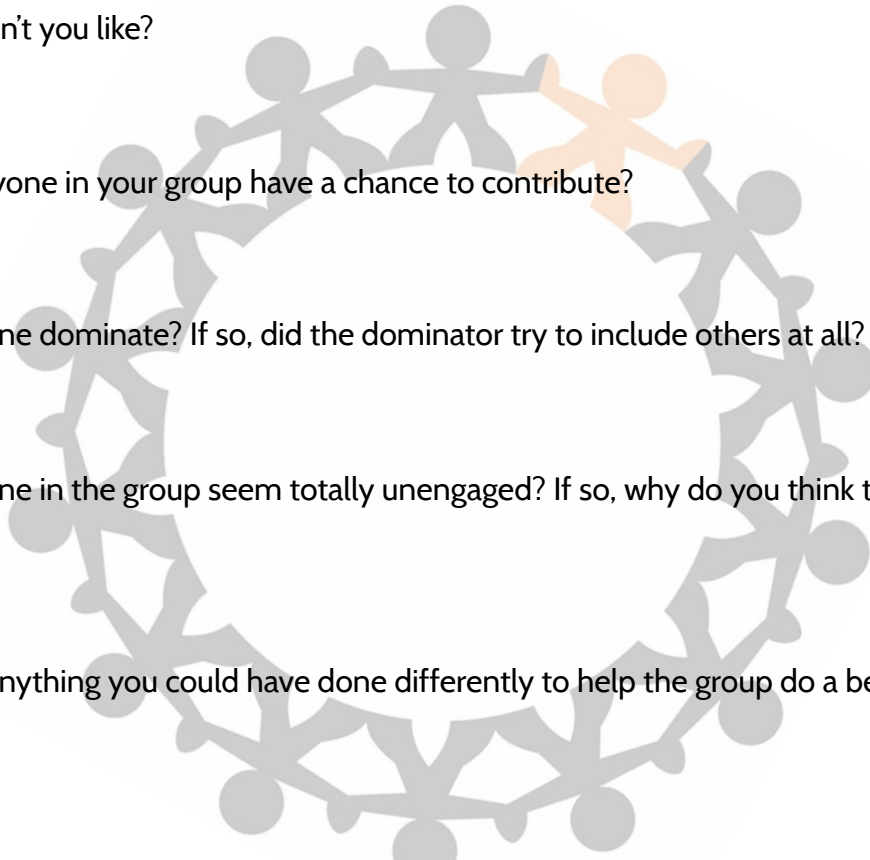 n't you like?
yone in your group have a chance to contribute?
ne dominate? If so, did the dominator try to include others at all?
ne in the group seem totally unengaged? If so, why do you think t
nything you could have done differently to help the group do a be